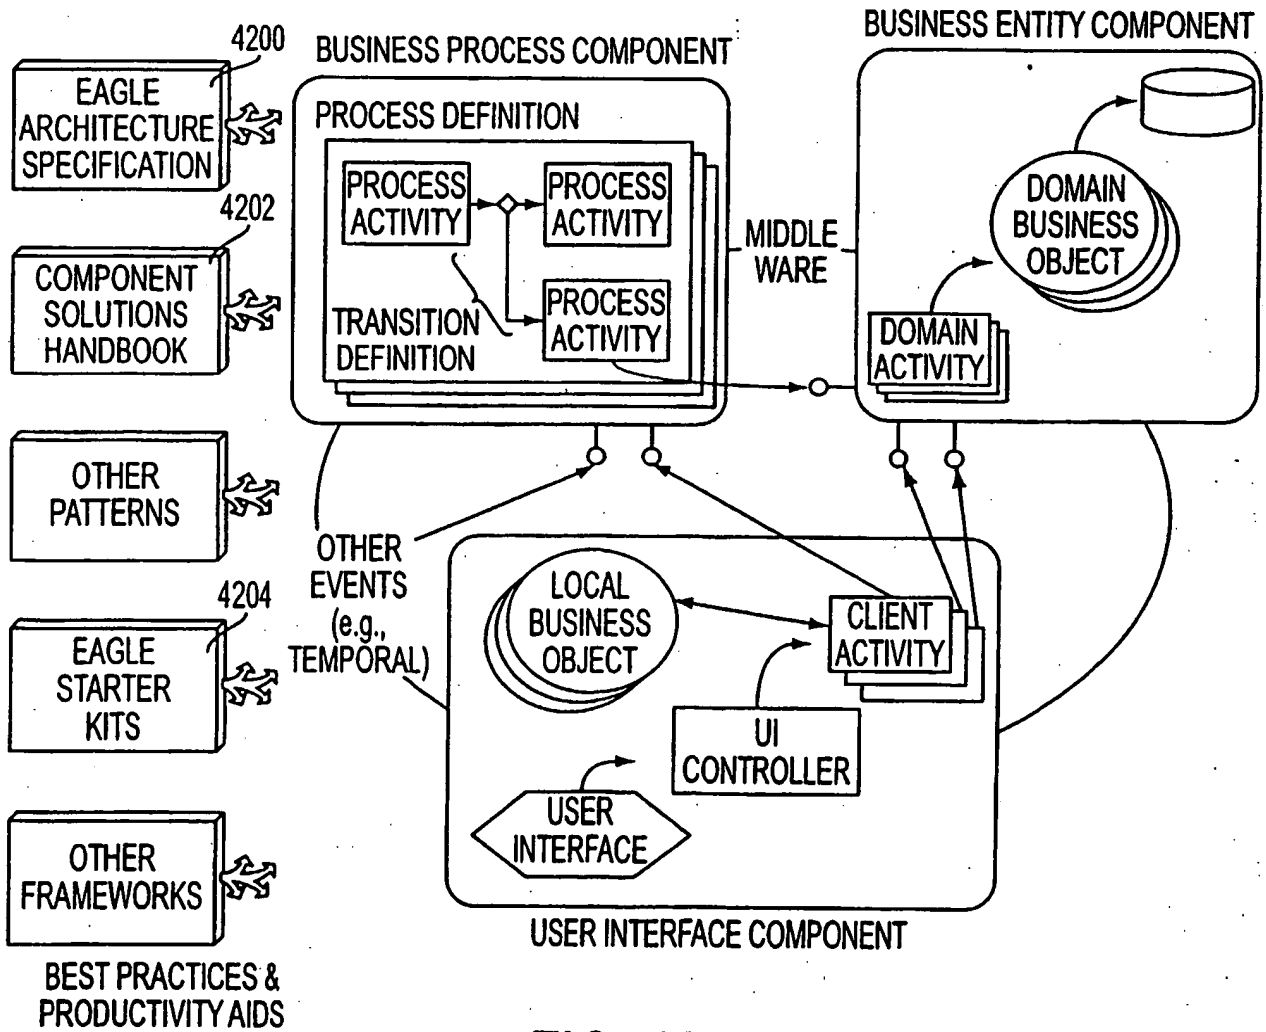 4200
EAGLE
ARCHITECTURE
SPECIFICATION
4202
COMPONENT
SOLUTIONS
HANDBOOK
OTHER
PATTERNS
4204
EAGLE
STARTER
KITS
OTHER
FRAMEWORKS
BEST PRACTICES &
PRODUCTIVITY AIDS
BUSINESS PROCESS COMPONENT
PROCESS DEFINITION
PROCESS
ACTIVITY
PROCESS
ACTIVITY
PROCESS
ACTIVITY
TRANSITION
DEFINITION
MIDDLE
WARE
BUSINESS ENTITY COMPONENT
DOMAIN
BUSINESS
OBJECT
DOMAIN
ACTIVITY
OTHER
EVENTS
(e.g.,
TEMPORAL)
LOCAL
BUSINESS
OBJECT
CLIENT
ACTIVITY
UI
CONTROLLER
USER
INTERFACE
USER INTERFACE COMPONENT